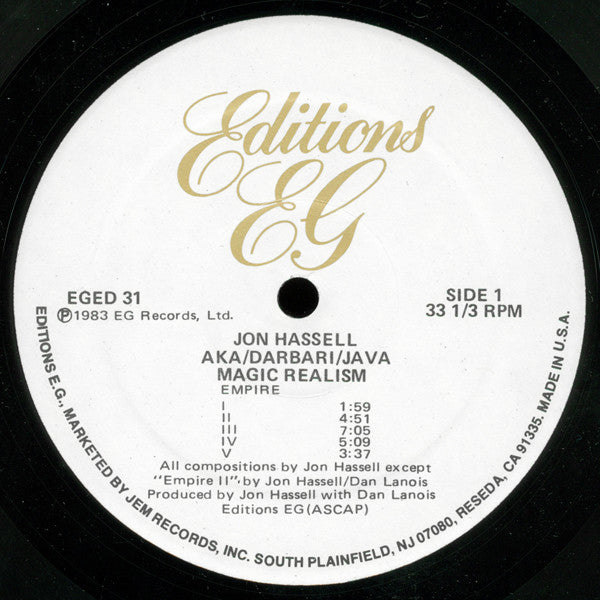 Editions
EG
EGED 31
SIDE 1
℗1983 EG Records, Ltd.
33 1/3 RPM
JON HASSELL
AKA/DARBARI/JAVA
MAGIC REALISM
EMPIRE
I 1:59
II 4:51
III 7:05
IV 5:09
V 3:37
All compositions by Jon Hassell except
"Empire II", by Jon Hassell/Dan Lanois
Produced by Jon Hassell with Dan Lanois
Editions EG(ASCAP)
EDITIONS E.G., MARKETED BY JEM RECORDS, INC. SOUTH PLAINFIELD, NJ 07080, RESEDA, CA 91335. MADE IN U.S.A.